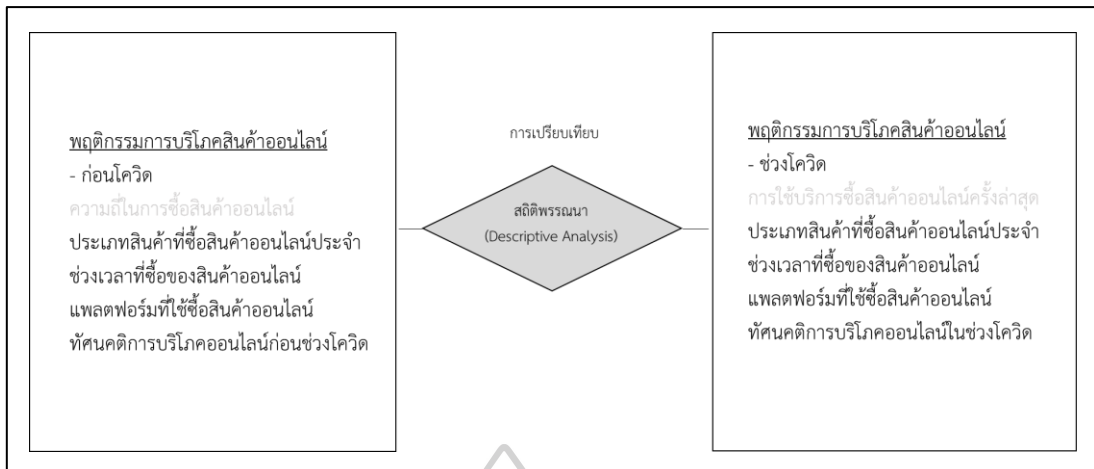 พฤติกรรมการบริโภคสินค้าออนไลน์
- ก่อนโควิด
ความถี่ในการซื้อสินค้าออนไลน์
ประเภทสินค้าที่ซื้อสินค้าออนไลน์ประจำ
ช่วงเวลาที่ซื้อของสินค้าออนไลน์
แพลตฟอร์มที่ใช้ซื้อสินค้าออนไลน์
ทัศนคติการบริโภคออนไลน์ก่อนช่วงโควิด
การเปรียบเทียบ
สถิติพรรณนา
(Descriptive Analysis)
พฤติกรรมการบริโภคสินค้าออนไลน์
- ช่วงโควิด
การใช้บริการซื้อสินค้าออนไลน์ครั้งล่าสุด
ประเภทสินค้าที่ซื้อสินค้าออนไลน์ประจำ
ช่วงเวลาที่ซื้อของสินค้าออนไลน์
แพลตฟอร์มที่ใช้ซื้อสินค้าออนไลน์
ทัศนคติการบริโภคออนไลน์ในช่วงโควิด